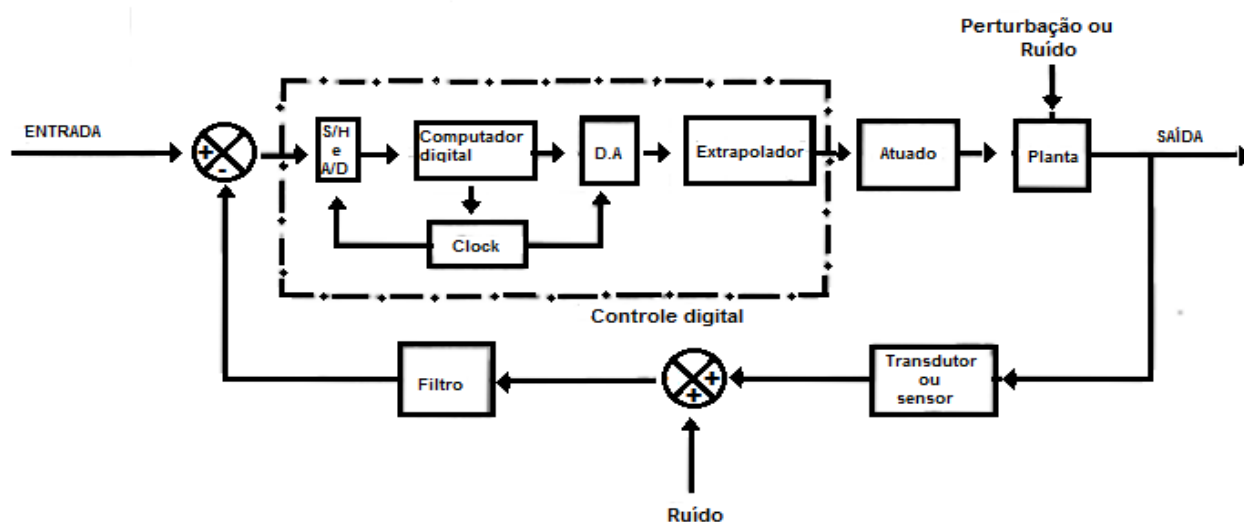 Perturbação ou
Ruído
ENTRADA
S/H
e
A/D
Computador
digital
D.A
Extrapolador
Atuado
Planta
SAÍDA
+
-
Clock
Controle digital
Filtro
+
+
Transdutor
ou
sensor
Ruído